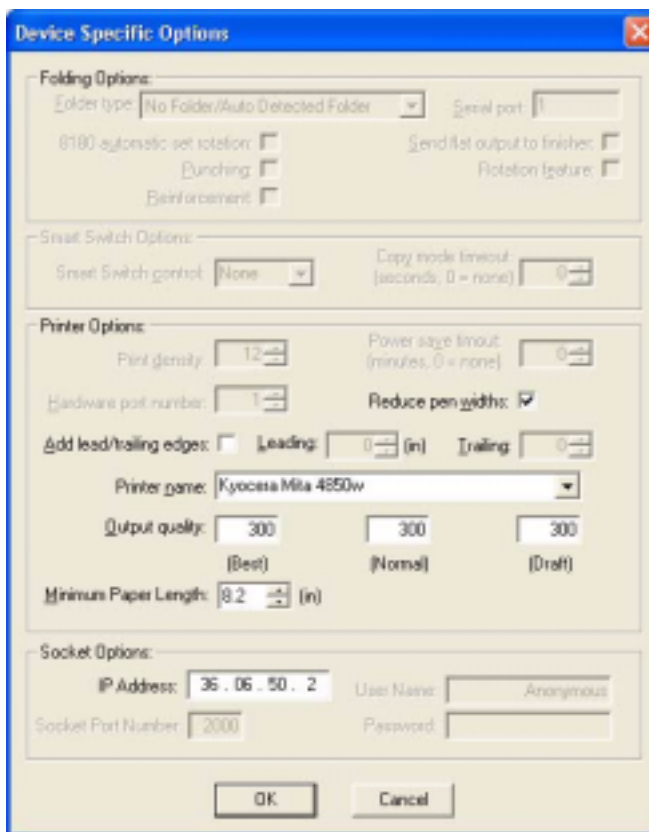 Device Specific Options
Folding Options:
Folder type: No Folder/Auto Detected Folder Serial port: 1
8180 automatic set rotation: Send flat output to finisher:
Punching: Rotation feature:
Reinforcement:
Smart Switch Options:
Copy mode timeout:
Smart Switch control: None (seconds, 0 = none) 0
Printer Options:
Power save timout:
Print density: 12 (minutes, 0 = none) 0
Hardware port number: 1 Reduce pen widths:
Add lead/trailing edges: Leading: 0 (in) Trailing: 0
Printer name: Kyocera Mita 4850w
Output quality: 300 300 300
(Best) (Normal) (Draft)
Minimum Paper Length: 8.2 (in)
Socket Options:
IP Address: 36 . 06 . 50 . 2 User Name: Anonymous
Socket Port Number: 2000 Password:
OK Cancel